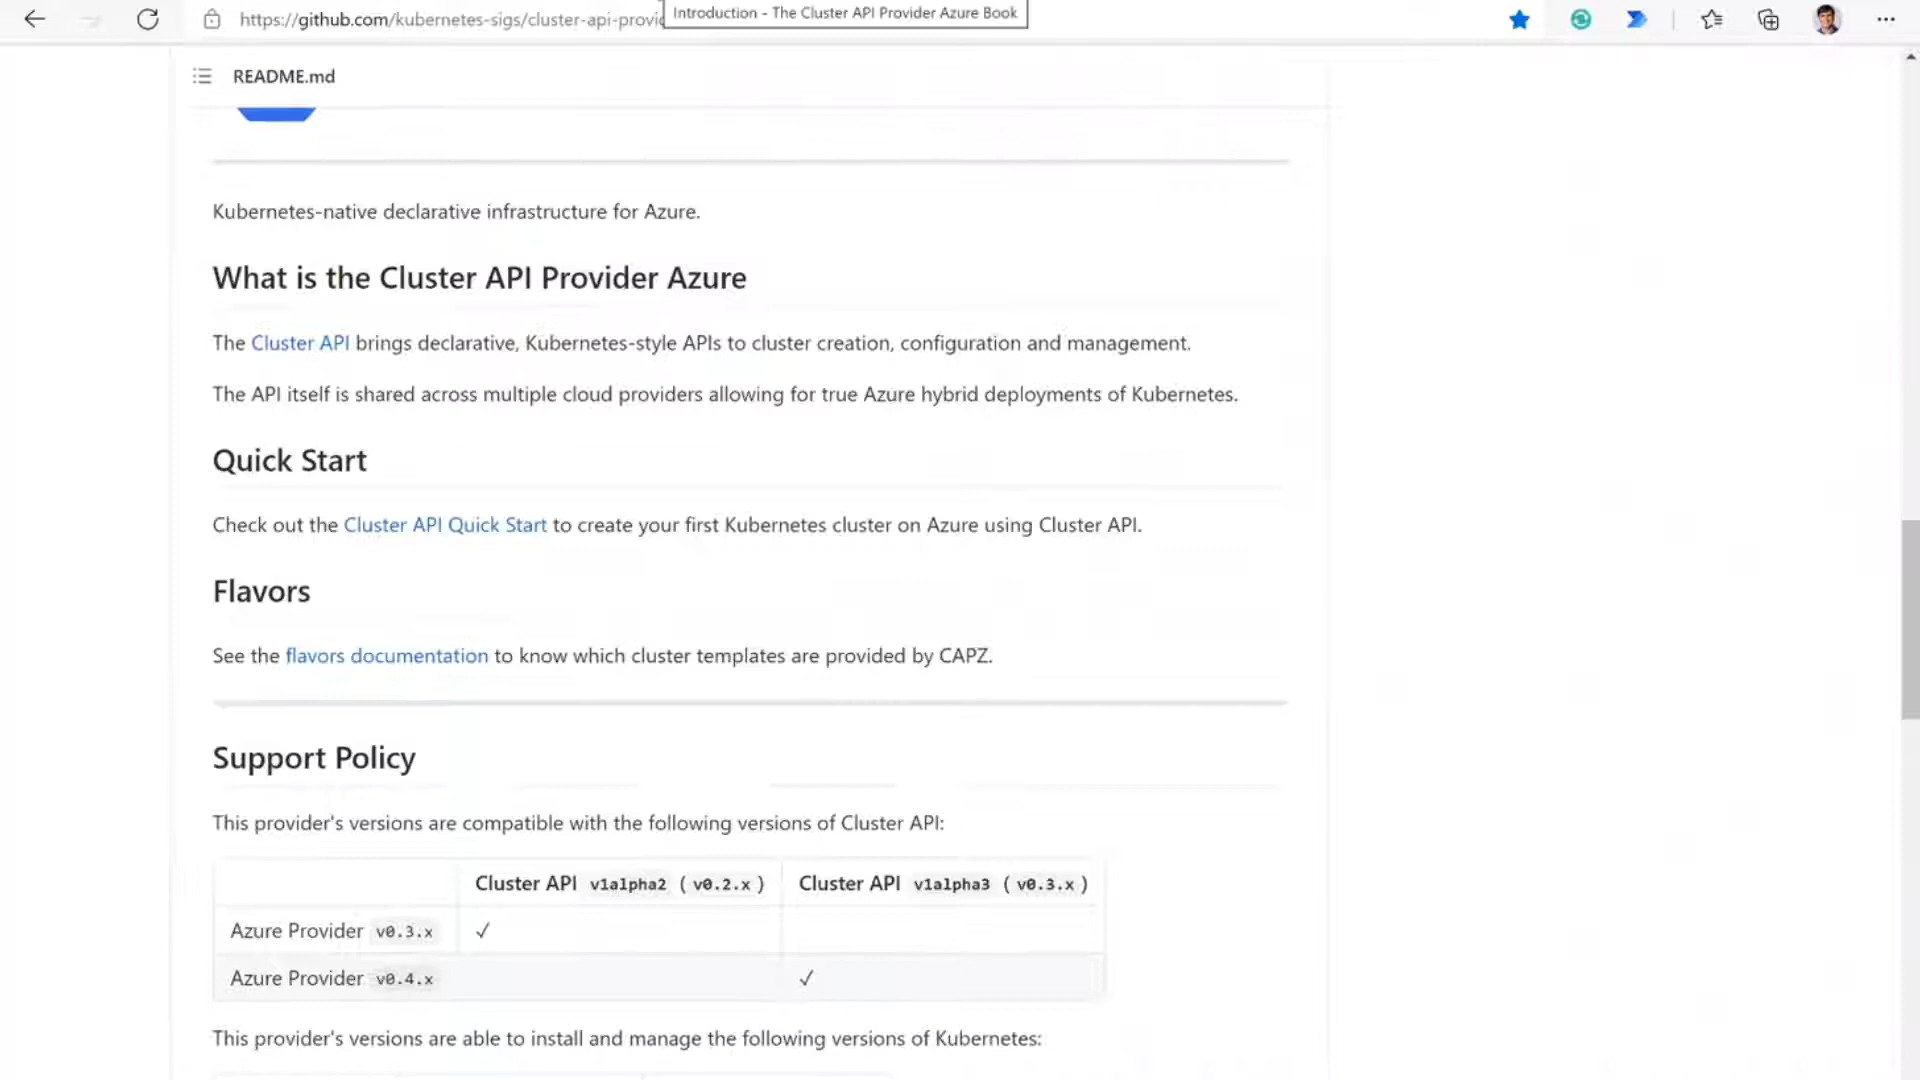 https://github.com/kubernetes-sigs/cluster-api-provi
Introduction - The Cluster API Provider Azure Book
README.md
Kubernetes-native declarative infrastructure for Azure.
What is the Cluster API Provider Azure
The Cluster API brings declarative, Kubernetes-style APIs to cluster creation, configuration and management.
The API itself is shared across multiple cloud providers allowing for true Azure hybrid deployments of Kubernetes.
Quick Start
Check out the Cluster API Quick Start to create your first Kubernetes cluster on Azure using Cluster API.
Flavors
See the flavors documentation to know which cluster templates are provided by CAPZ.
Support Policy
This provider's versions are compatible with the following versions of Cluster API:
Cluster API v1alpha2 ( v0.2.x ) Cluster API v1alpha3 ( v0.3.x )
Azure Provider v0.3.x ✓
Azure Provider v0.4.x ✓
This provider's versions are able to install and manage the following versions of Kubernetes: